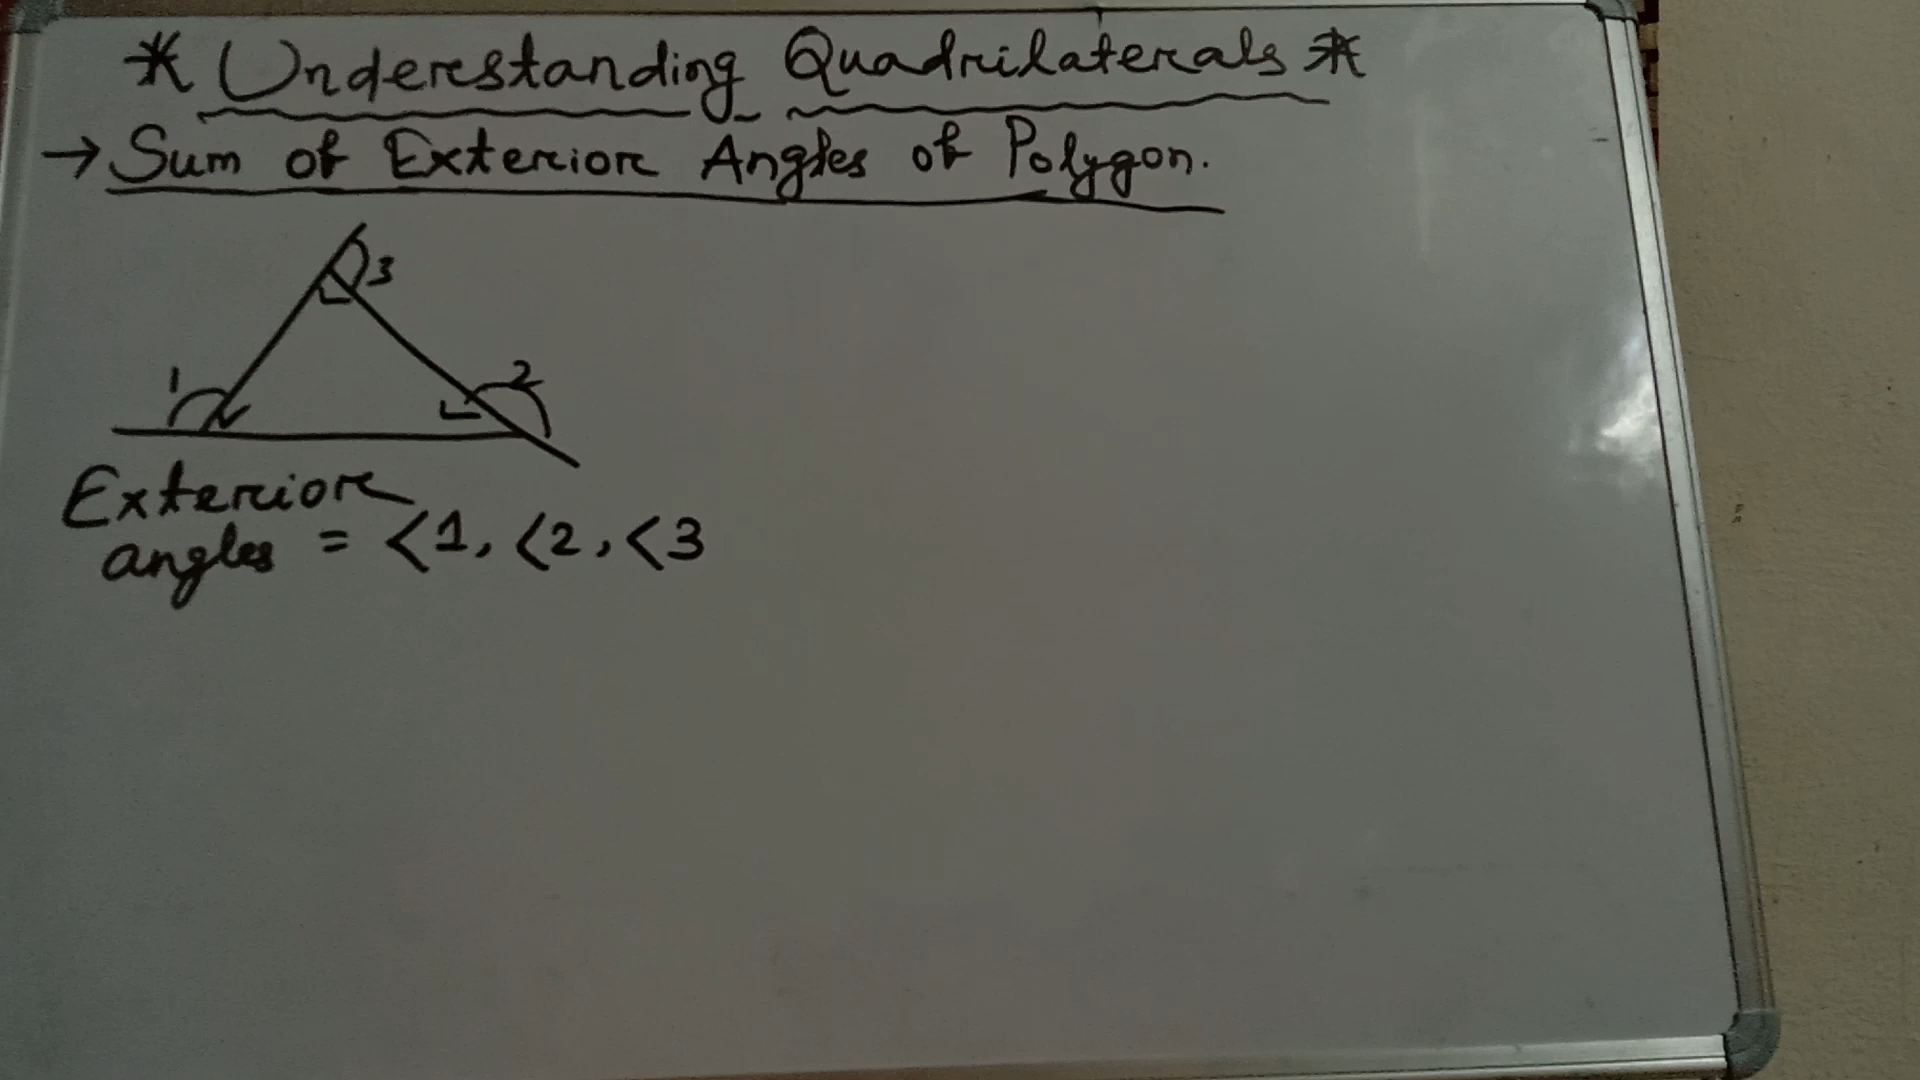 * Understanding Quadrilaterals *
→ Sum of Exterior Angles of Polygon.
3
1
2
Exterior
angles = <1, <2, <3